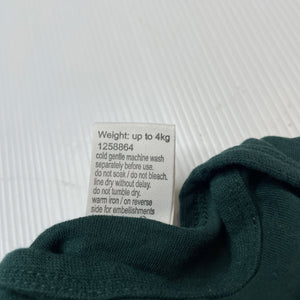 Weight: up to 4kg
1258864
cold gentle machine wash
separately before use.
do not soak / do not bleach.
line dry without delay.
do not tumble dry.
warm iron / on reverse
side for embellishments